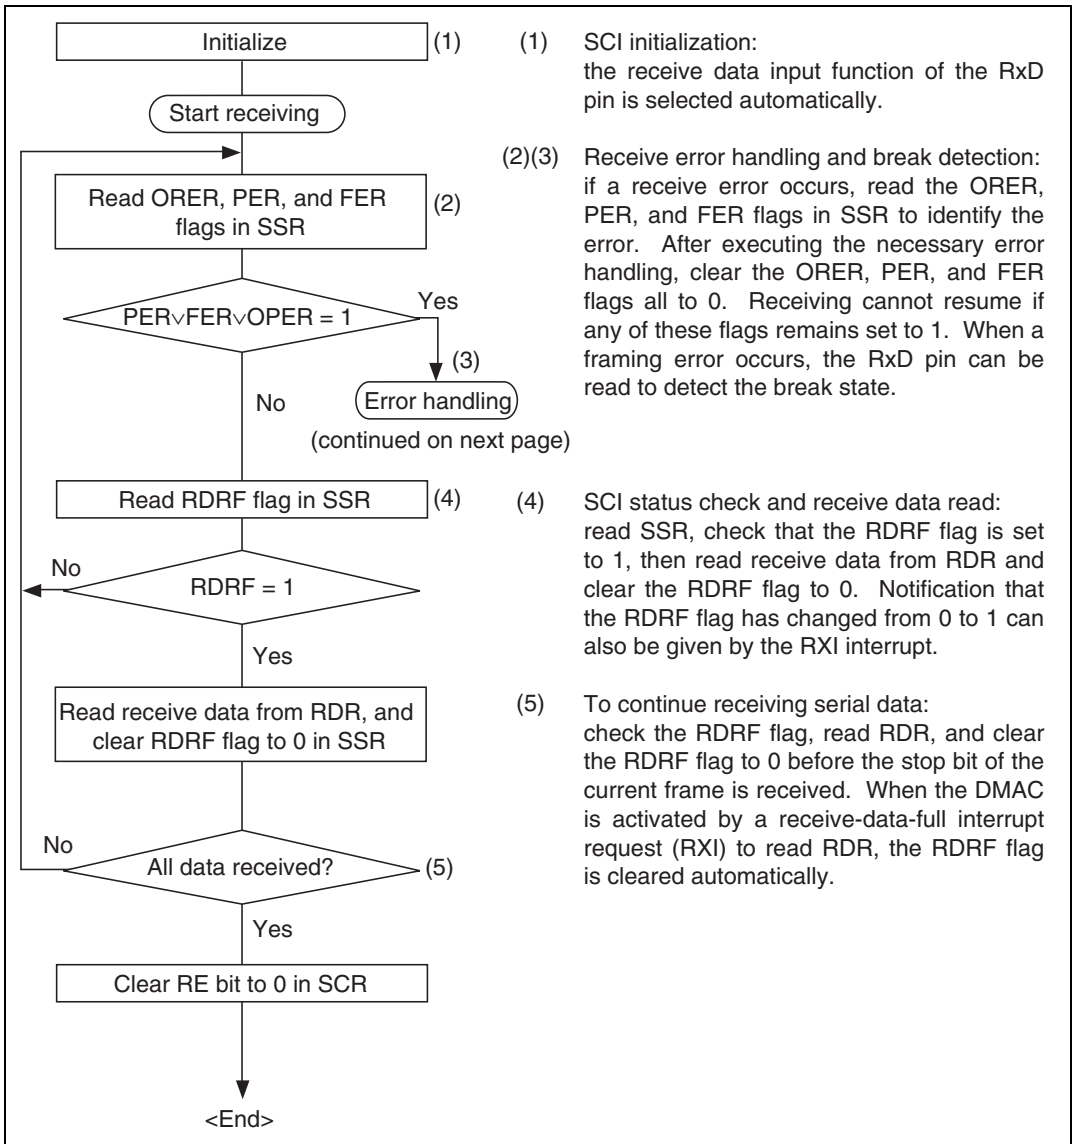 Initialize
(1)
Start receiving
Read ORER, PER, and FER
flags in SSR
(2)
PER∨FER∨OPER = 1
Yes
(3)
No
Error handling
(continued on next page)
Read RDRF flag in SSR
(4)
No
RDRF = 1
Yes
Read receive data from RDR, and
clear RDRF flag to 0 in SSR
No
All data received?
(5)
Yes
Clear RE bit to 0 in SCR
<End>
(1) SCI initialization:
the receive data input function of the RxD
pin is selected automatically.
(2)(3) Receive error handling and break detection:
if a receive error occurs, read the ORER,
PER, and FER flags in SSR to identify the
error. After executing the necessary error
handling, clear the ORER, PER, and FER
flags all to 0. Receiving cannot resume if
any of these flags remains set to 1. When a
framing error occurs, the RxD pin can be
read to detect the break state.
(4) SCI status check and receive data read:
read SSR, check that the RDRF flag is set
to 1, then read receive data from RDR and
clear the RDRF flag to 0. Notification that
the RDRF flag has changed from 0 to 1 can
also be given by the RXI interrupt.
(5) To continue receiving serial data:
check the RDRF flag, read RDR, and clear
the RDRF flag to 0 before the stop bit of the
current frame is received. When the DMAC
is activated by a receive-data-full interrupt
request (RXI) to read RDR, the RDRF flag
is cleared automatically.